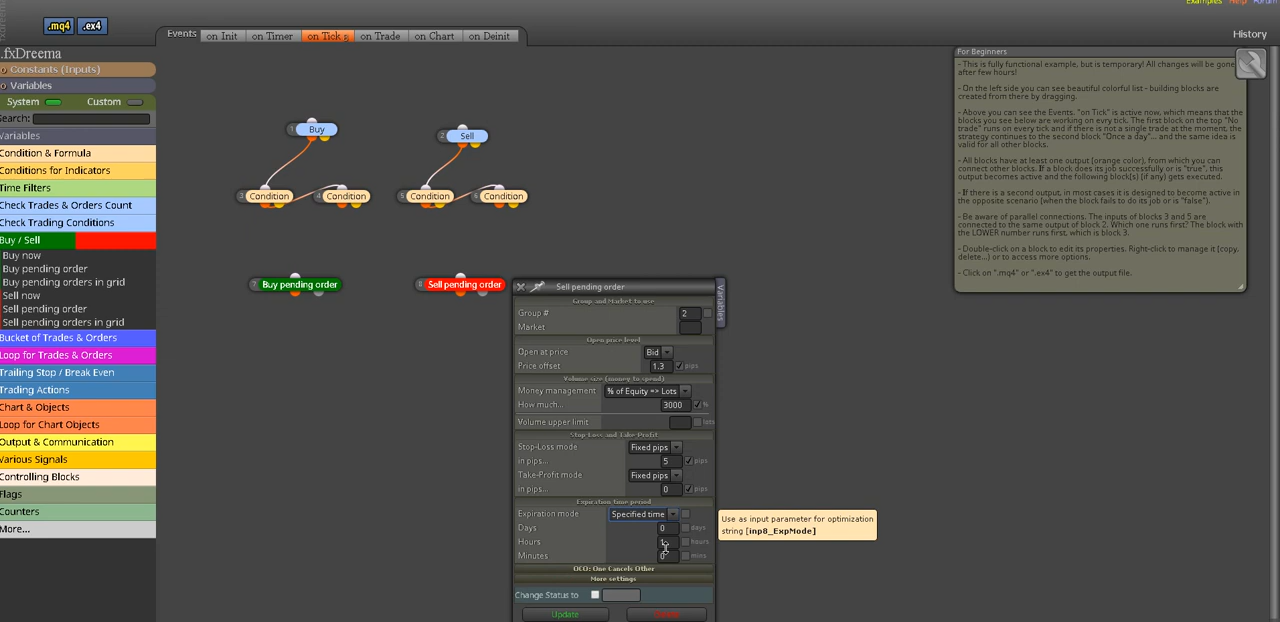 Examples Help Forum
.mq4 .ex4
Events on Init on Timer on Tick on Trade on Chart on Deinit
History
.fxDreema
Constants (Inputs)
Variables
System Custom
Search:
Variables
Condition & Formula
Conditions for Indicators
Time Filters
Check Trades & Orders Count
Check Trading Conditions
Buy / Sell
Buy now
Buy pending order
Buy pending orders in grid
Sell now
Sell pending order
Sell pending orders in grid
Bucket of Trades & Orders
Loop for Trades & Orders
Trailing Stop / Break Even
Trading Actions
Chart & Objects
Loop for Chart Objects
Output & Communication
Various Signals
Controlling Blocks
Flags
Counters
More...
1 Buy
2 Sell
3 Condition
4 Condition
5 Condition
6 Condition
7 Buy pending order
8 Sell pending order
Sell pending order
Variables
Group and Market to use
Group # 2
Market
Open price level
Open at price Bid
Price offset 1.3 pips
Volume size (money to spend)
Money management % of Equity => Lots
How much... 3000 %
Volume upper limit lots
Stop-Loss and Take-Profit
Stop-Loss mode Fixed pips
in pips... 5 pips
Take-Profit mode Fixed pips
in pips... 0 pips
Expiration time period
Expiration mode Specified time
Days 0 days
Hours 1 hours
Minutes 0 mins
OCO: One Cancels Other
More settings
Change Status to
Update
Use as input parameter for optimization
string [inp8_ExpMode]
For Beginners
- This is fully functional example, but is temporary! All changes will be gone
after few hours!
- On the left side you can see beautiful colorful list - building blocks are
created from there by dragging.
- Above you can see the Events. "on Tick" is active now, which means that the
blocks you see below are working on evry tick. The first block on the top "No
trade" runs on every tick and if there is not a single trade at the moment, the
strategy continues to the second block "Once a day"... and the same idea is
valid for all other blocks.
- All blocks have at least one output (orange color), from which you can
connect other blocks. If a block does its job successfuly or is "true", this
output becomes active and the following block(s) (if any) gets executed.
- If there is a second output, in most cases it is designed to become active in
the opposite scenario (when the block fails to do its job or is "false").
- Be aware of parallel connections. The inputs of blocks 3 and 5 are
connected to the same output of block 2. Which one runs first? The block with
the LOWER number runs first, which is block 3.
- Double-click on a block to edit its properties. Right-click to manage it (copy,
delete...) or to access more options.
- Click on ".mq4" or ".ex4" to get the output file.